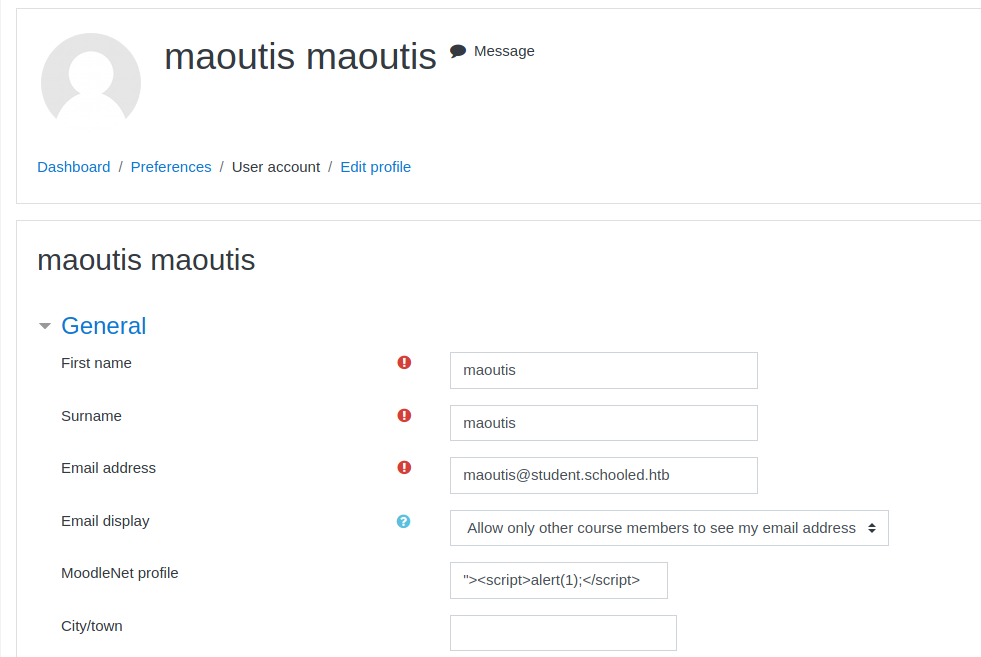 maoutis maoutis Message
Dashboard / Preferences / User account / Edit profile
maoutis maoutis
General
First name maoutis
Surname maoutis
Email address maoutis@student.schooled.htb
Email display ? Allow only other course members to see my email address
MoodleNet profile "><script>alert(1);</script>
City/town